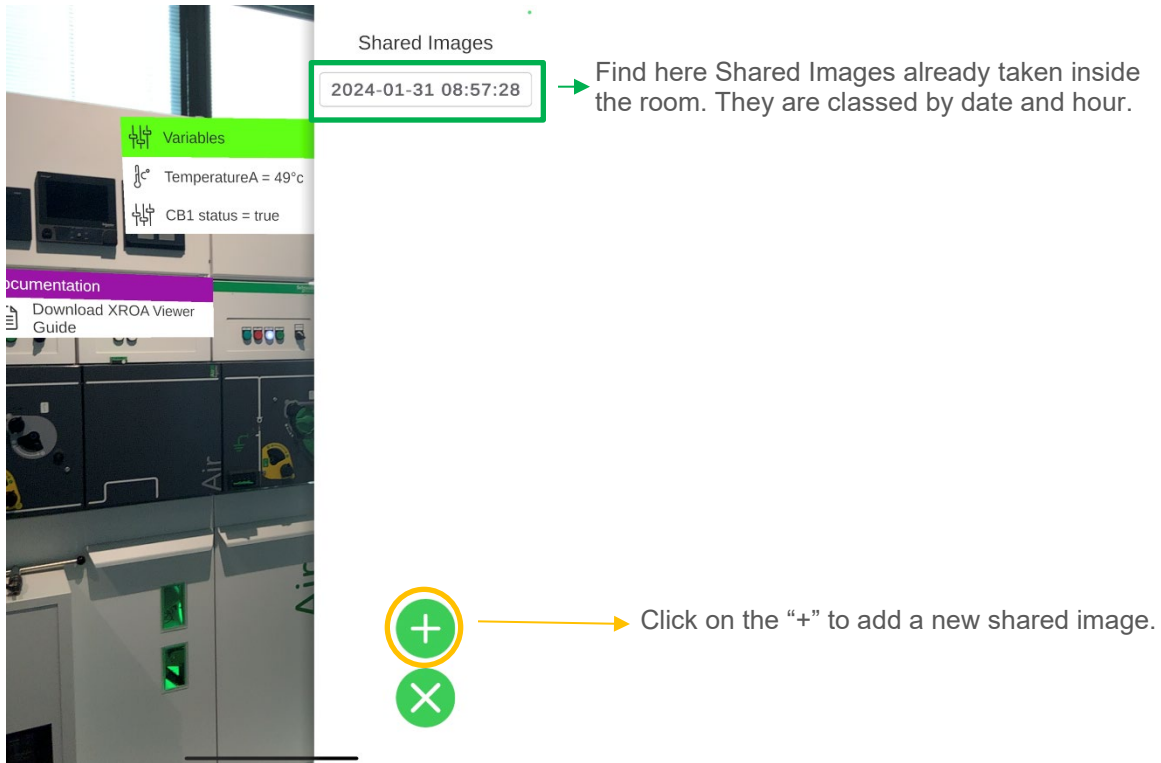 Shared Images
2024-01-31 08:57:28
Find here Shared Images already taken inside
the room. They are classed by date and hour.
Variables
TemperatureA = 49°c
CB1 status = true
ocumentation
Download XROA Viewer
Guide
Air
Air
Click on the “+” to add a new shared image.